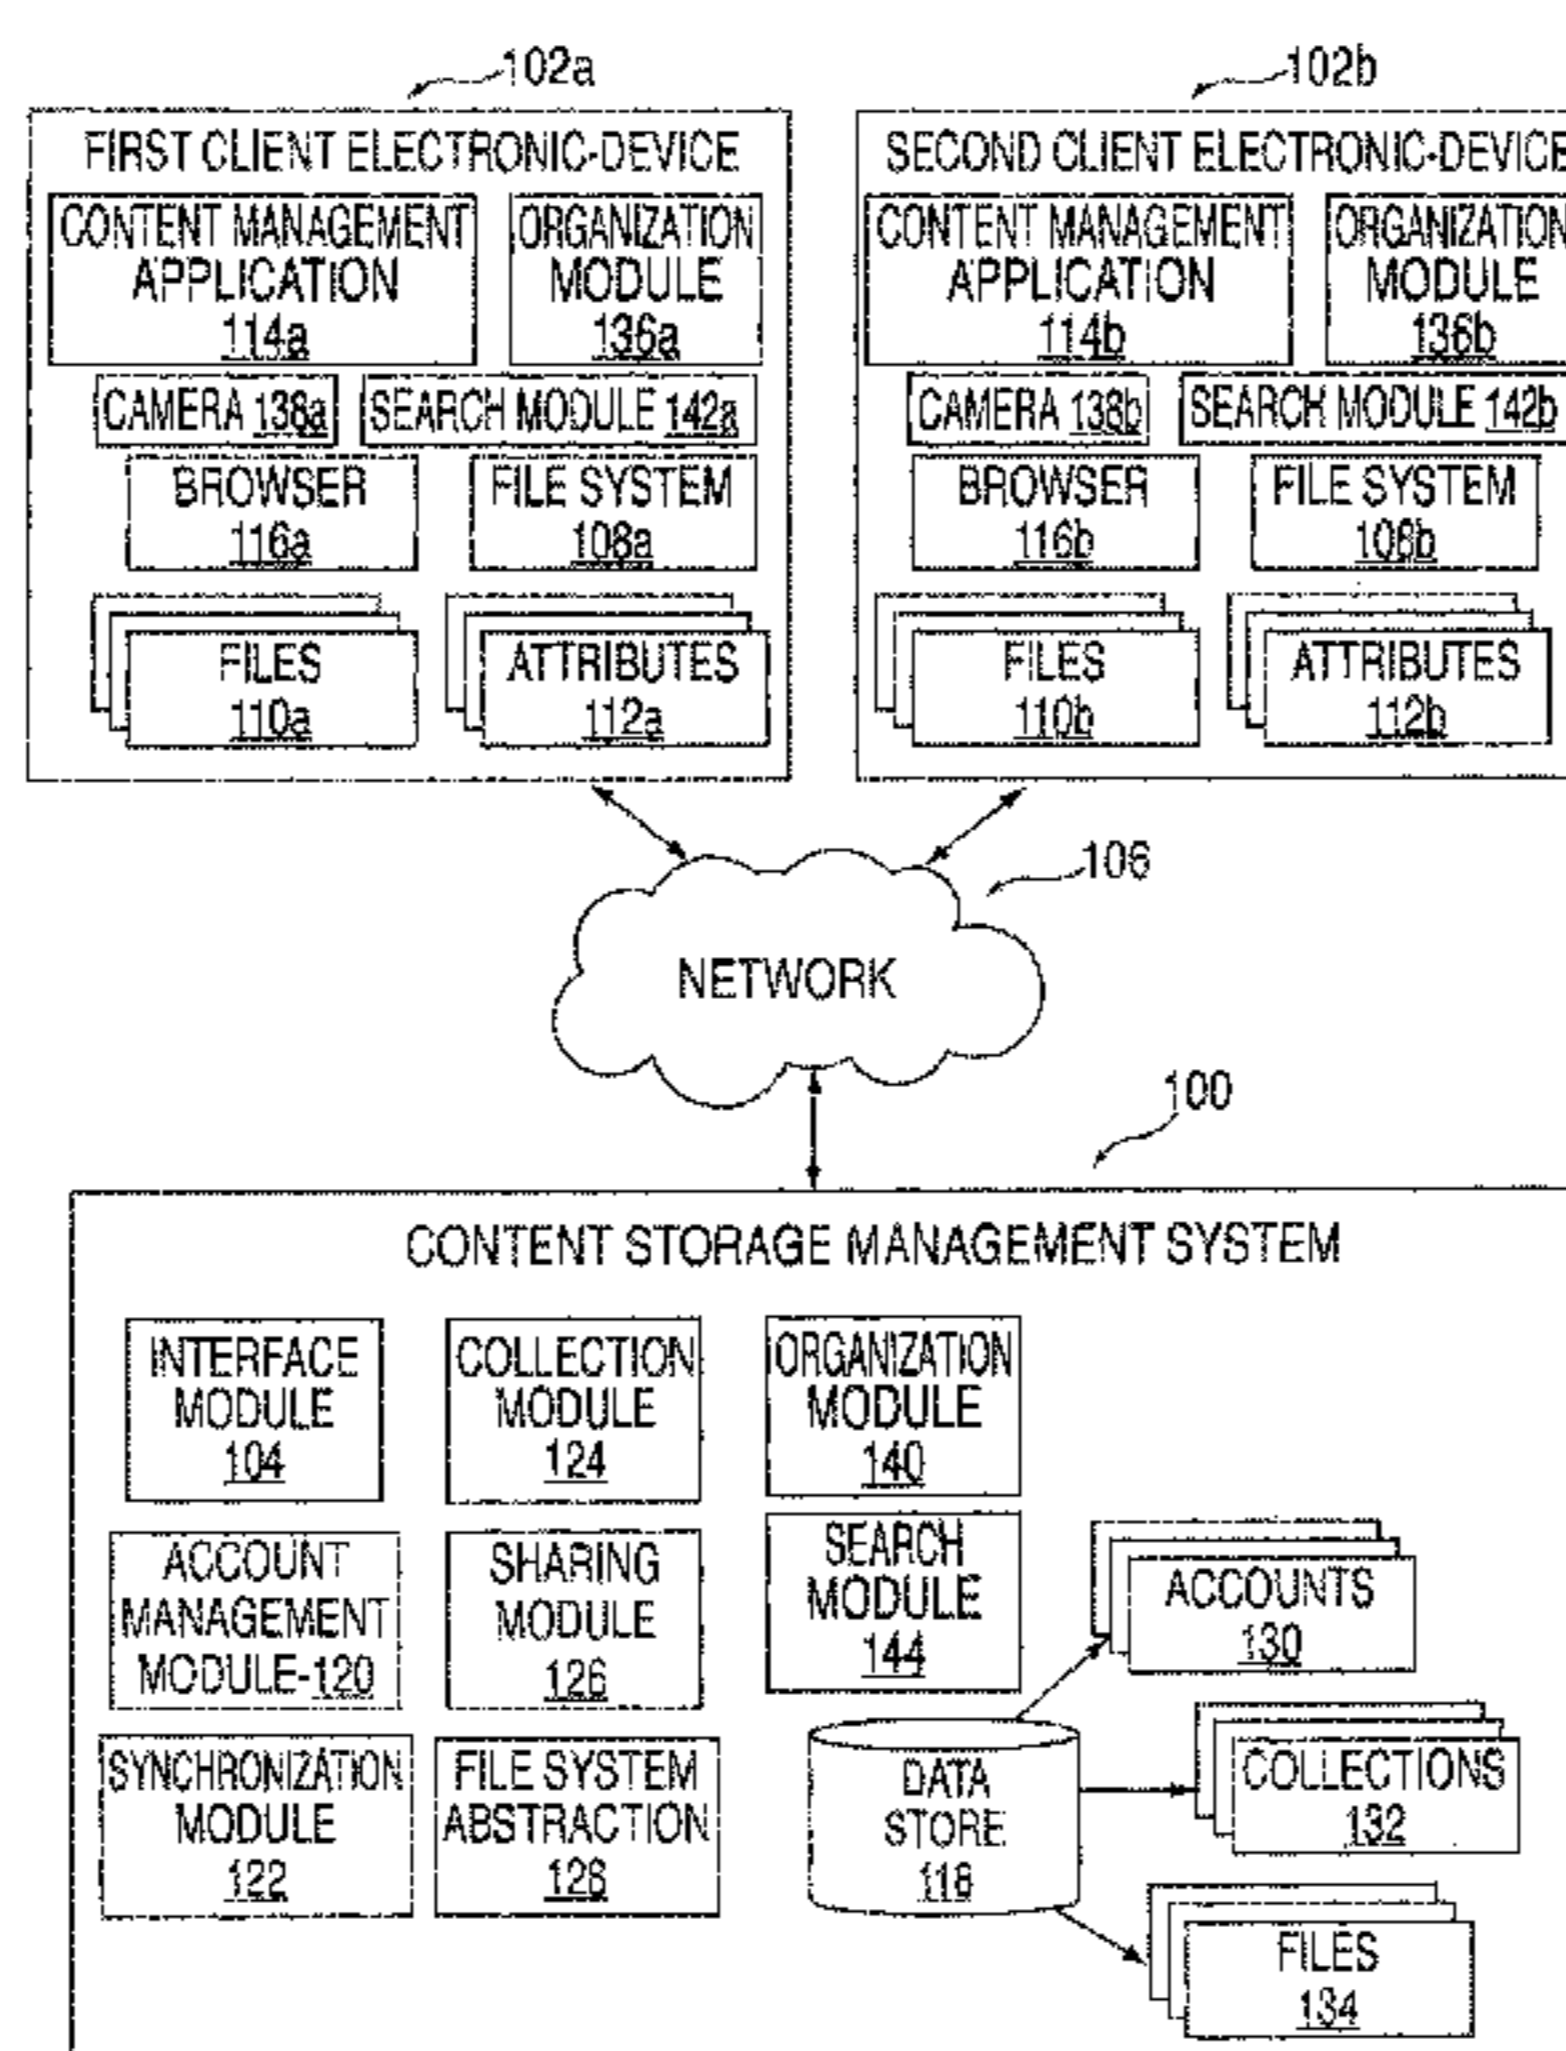 102a
102b
FIRST CLIENT ELECTRONIC-DEVICE
CONTENT MANAGEMENT
APPLICATION
114a
ORGANIZATION
MODULE
136a
CAMERA 138a
SEARCH MODULE 142a
BROWSER
116a
FILE SYSTEM
108a
FILES
110a
ATTRIBUTES
112a
SECOND CLIENT ELECTRONIC-DEVICE
CONTENT MANAGEMENT
APPLICATION
114b
ORGANIZATION
MODULE
136b
CAMERA 138b
SEARCH MODULE 142b
BROWSER
116b
FILE SYSTEM
108b
FILES
110b
ATTRIBUTES
112b
106
NETWORK
100
CONTENT STORAGE MANAGEMENT SYSTEM
INTERFACE
MODULE
104
COLLECTION
MODULE
124
ORGANIZATION
MODULE
140
ACCOUNT
MANAGEMENT
MODULE-120
SHARING
MODULE
126
SEARCH
MODULE
144
ACCOUNTS
130
SYNCHRONIZATION
MODULE
122
FILE SYSTEM
ABSTRACTION
128
DATA
STORE
118
COLLECTIONS
132
FILES
134